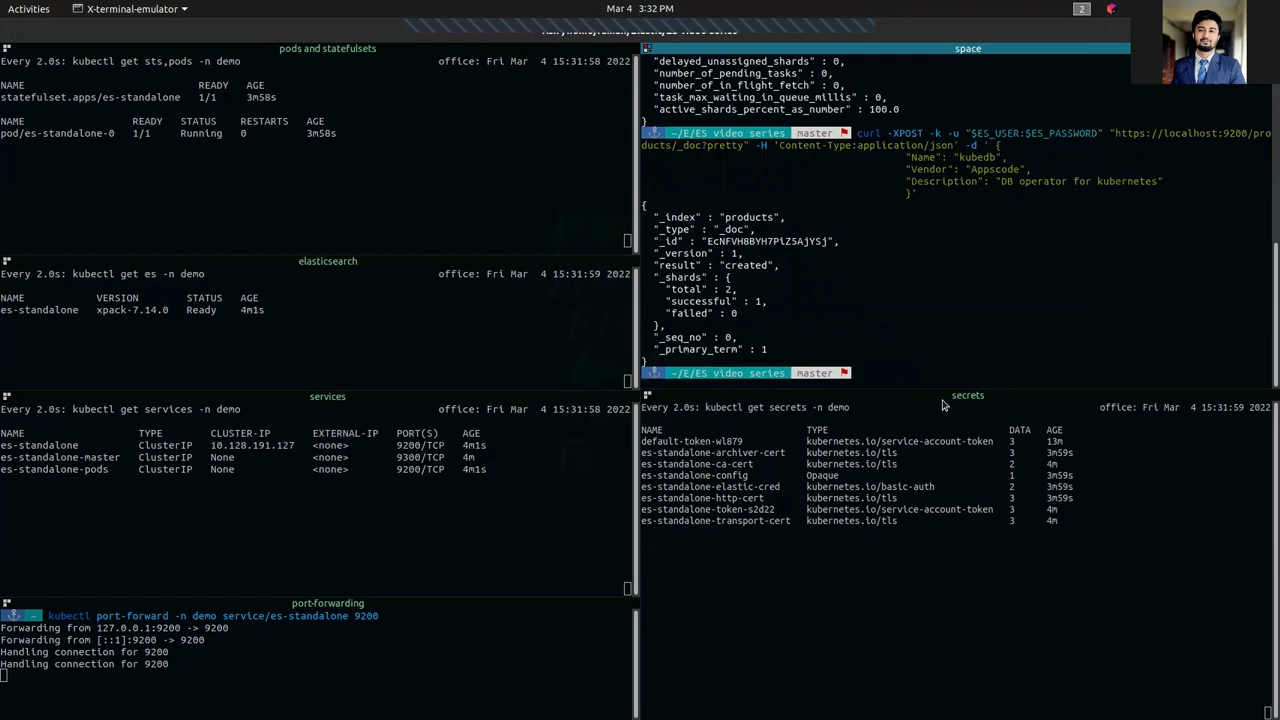 Activities
X-terminal-emulator
Mar 4 3:32 PM
2
pods and statefulsets
Every 2.0s: kubectl get sts,pods -n demo office: Fri Mar 4 15:31:58 2022
NAME READY AGE
statefulset.apps/es-standalone 1/1 3m58s
NAME READY STATUS RESTARTS AGE
pod/es-standalone-0 1/1 Running 0 3m58s
elasticsearch
Every 2.0s: kubectl get es -n demo office: Fri Mar 4 15:31:59 2022
NAME VERSION STATUS AGE
es-standalone xpack-7.14.0 Ready 4m1s
services
Every 2.0s: kubectl get services -n demo office: Fri Mar 4 15:31:58 2022
NAME TYPE CLUSTER-IP EXTERNAL-IP PORT(S) AGE
es-standalone ClusterIP 10.128.191.127 <none> 9200/TCP 4m1s
es-standalone-master ClusterIP None <none> 9300/TCP 4m
es-standalone-pods ClusterIP None <none> 9200/TCP 4m1s
port-forwarding
~ kubectl port-forward -n demo service/es-standalone 9200
Forwarding from 127.0.0.1:9200 -> 9200
Forwarding from [::1]:9200 -> 9200
Handling connection for 9200
Handling connection for 9200
space
"delayed_unassigned_shards" : 0,
"number_of_pending_tasks" : 0,
"number_of_in_flight_fetch" : 0,
"task_max_waiting_in_queue_millis" : 0,
"active_shards_percent_as_number" : 100.0
}
~/E/ES video series master curl -XPOST -k -u "$ES_USER:$ES_PASSWORD" "https://localhost:9200/pro
ducts/_doc?pretty" -H 'Content-Type:application/json' -d ' {
"Name": "kubedb",
"Vendor": "Appscode",
"Description": "DB operator for kubernetes"
}'
{
"_index" : "products",
"_type" : "_doc",
"_id" : "EcNFVH8BYH7PiZ5AjYSj",
"_version" : 1,
"result" : "created",
"_shards" : {
"total" : 2,
"successful" : 1,
"failed" : 0
},
"_seq_no" : 0,
"_primary_term" : 1
}
~/E/ES video series master
secrets
Every 2.0s: kubectl get secrets -n demo office: Fri Mar 4 15:31:59 2022
NAME TYPE DATA AGE
default-token-wl879 kubernetes.io/service-account-token 3 13m
es-standalone-archiver-cert kubernetes.io/tls 3 3m59s
es-standalone-ca-cert kubernetes.io/tls 2 4m
es-standalone-config Opaque 1 3m59s
es-standalone-elastic-cred kubernetes.io/basic-auth 2 3m59s
es-standalone-http-cert kubernetes.io/tls 3 3m59s
es-standalone-token-s2d22 kubernetes.io/service-account-token 3 4m
es-standalone-transport-cert kubernetes.io/tls 3 4m